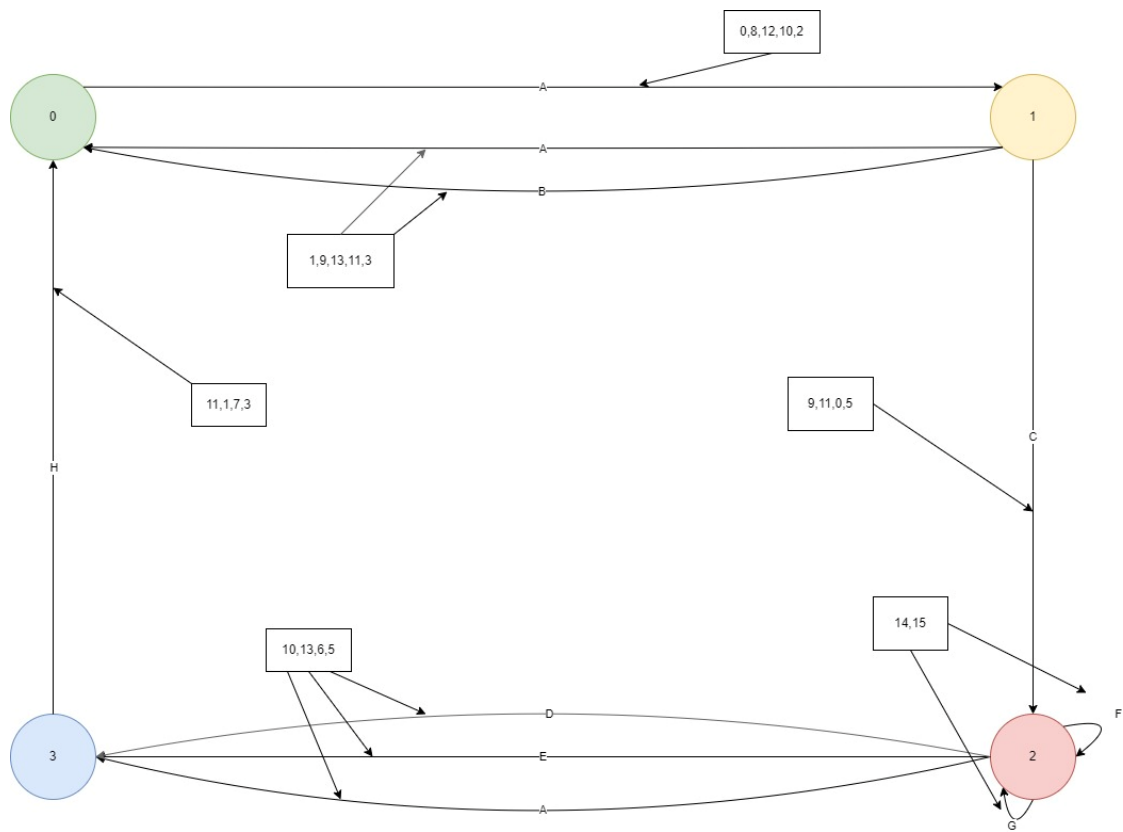 0,8,12,10,2
A
0
1
A
B
1,9,13,11,3
11,1,7,3
9,11,0,5
C
H
14,15
10,13,6,5
D
F
3
E
2
A
G